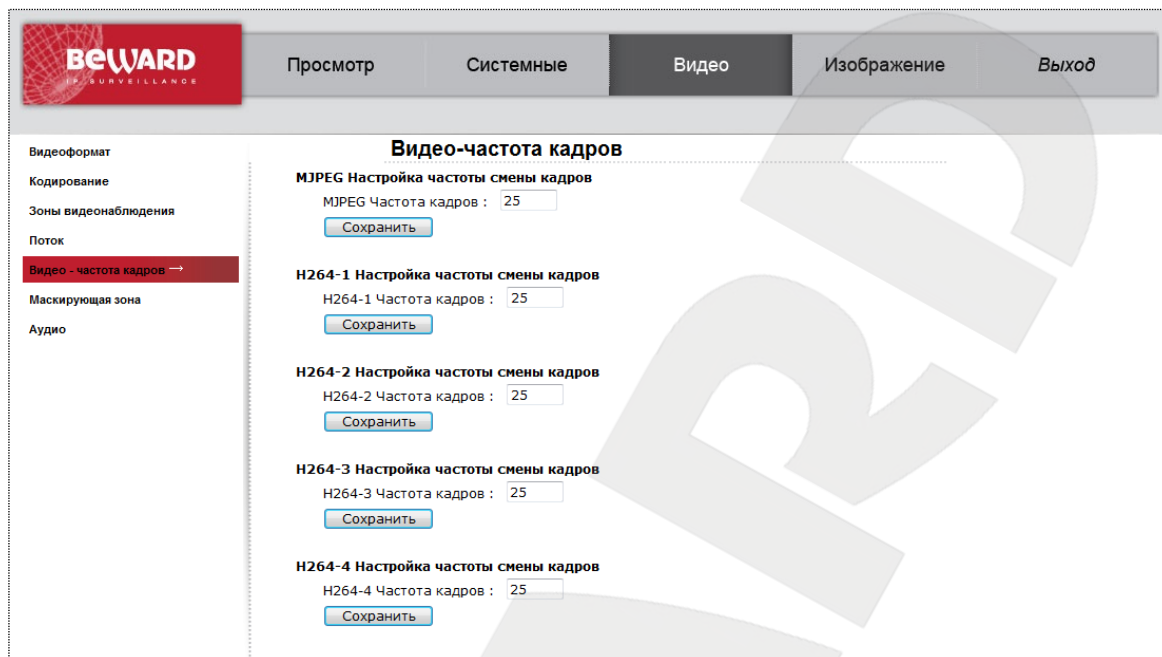 BEWARD
IP SURVEILLANCE
Просмотр
Системные
Видео
Изображение
Выход
Видеоформат
Кодирование
Зоны видеонаблюдения
Поток
Видео - частота кадров →
Маскирующая зона
Аудио
Видео-частота кадров
MJPEG Настройка частоты смены кадров
MJPEG Частота кадров : 25
Сохранить
H264-1 Настройка частоты смены кадров
H264-1 Частота кадров : 25
Сохранить
H264-2 Настройка частоты смены кадров
H264-2 Частота кадров : 25
Сохранить
H264-3 Настройка частоты смены кадров
H264-3 Частота кадров : 25
Сохранить
H264-4 Настройка частоты смены кадров
H264-4 Частота кадров : 25
Сохранить